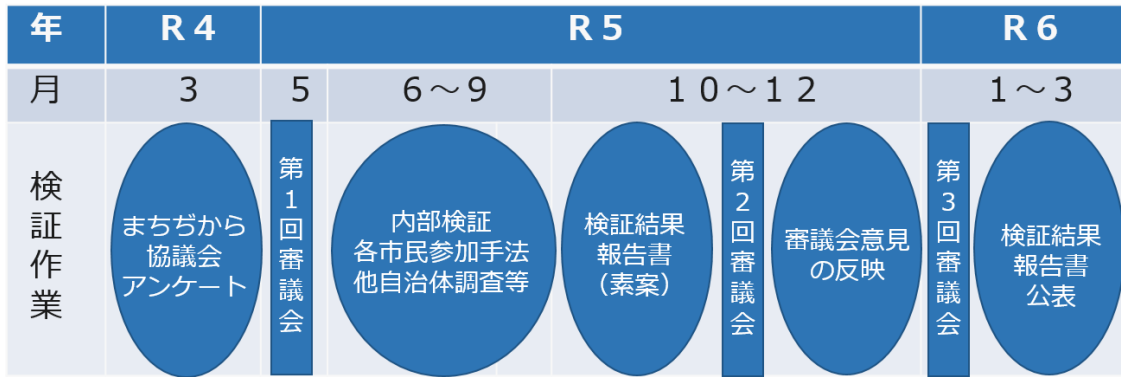 年
R４
R５
R６
月
３
５
６～９
１０～１２
１～３
検証作業
まちぢから
協議会
アンケート
第１回審議会
内部検証
各市民参加手法
他自治体調査等
検証結果
報告書
（素案）
第２回審議会
審議会意見
の反映
第３回審議会
検証結果
報告書
公表